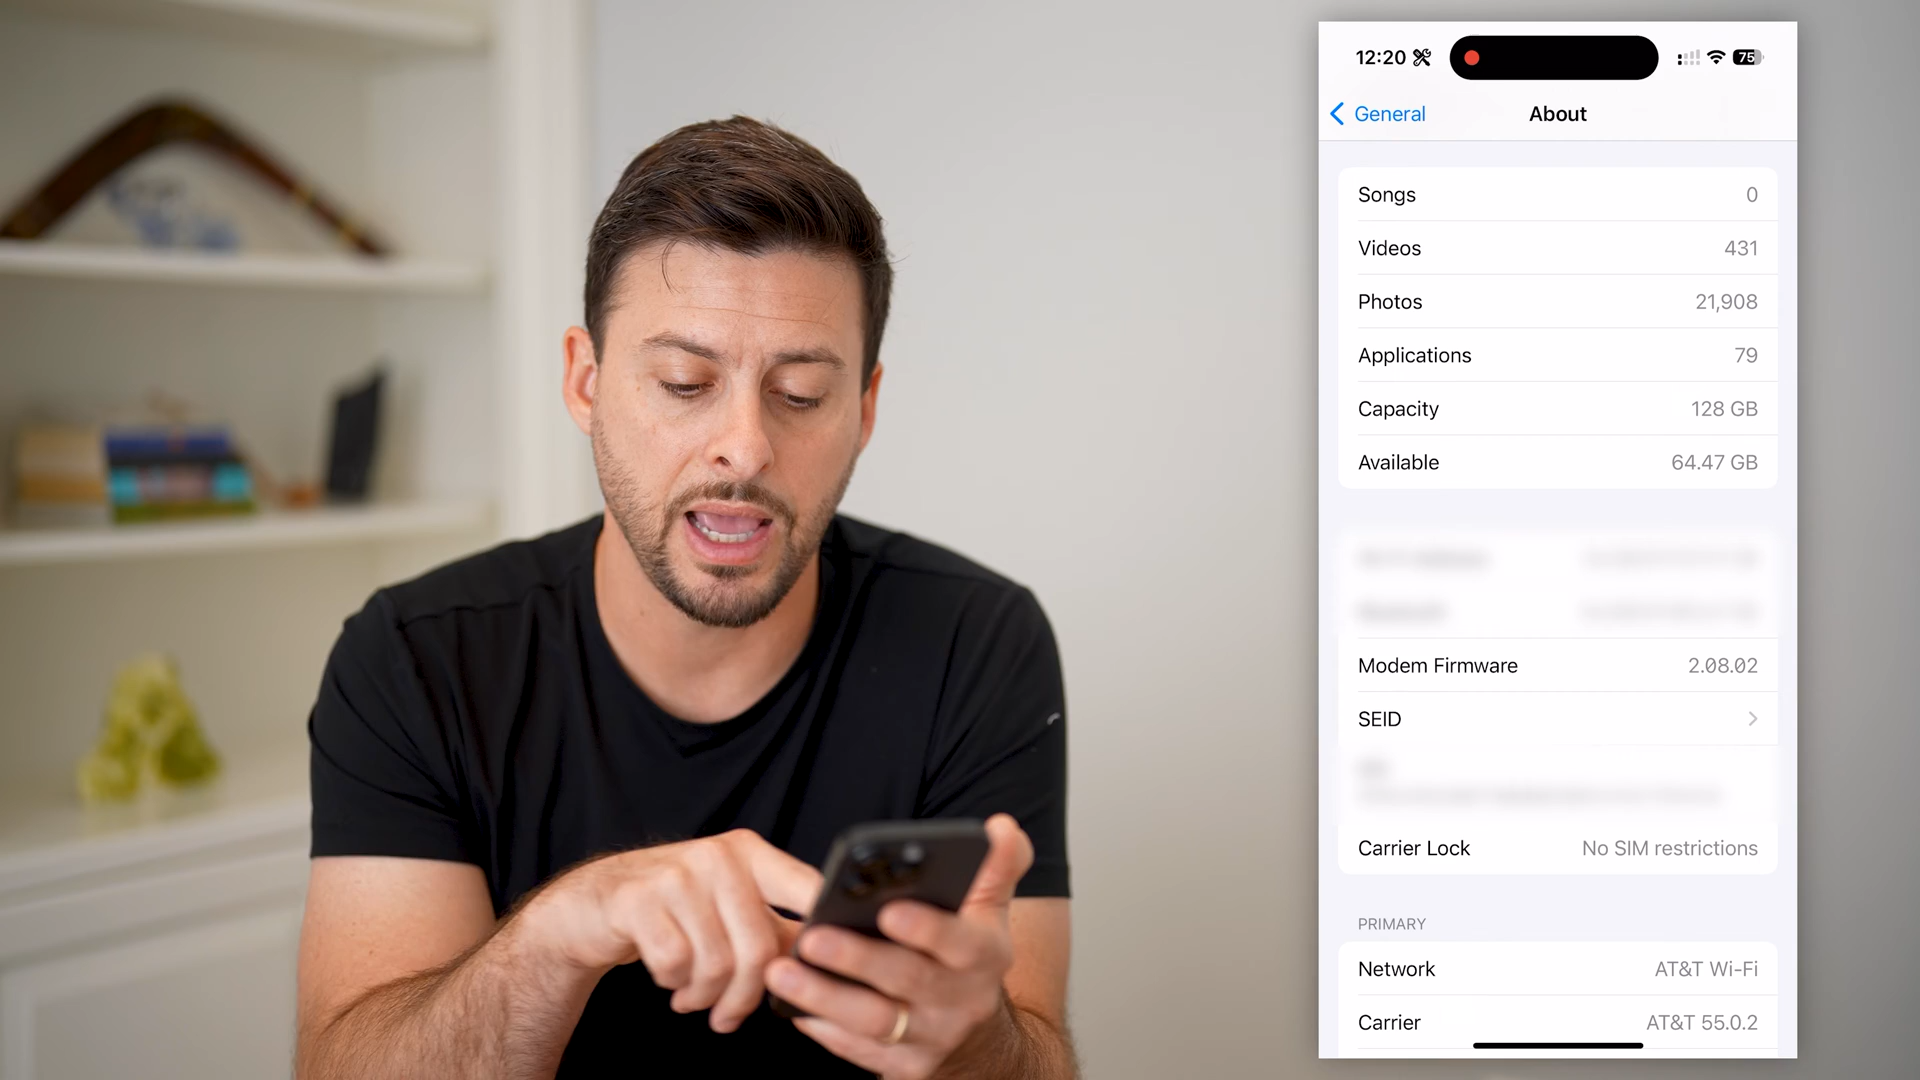 12:20
75
General
About
Songs 0
Videos 431
Photos 21,908
Applications 79
Capacity 128 GB
Available 64.47 GB
Modem Firmware 2.08.02
SEID
Carrier Lock No SIM restrictions
PRIMARY
Network AT&T Wi-Fi
Carrier AT&T 55.0.2